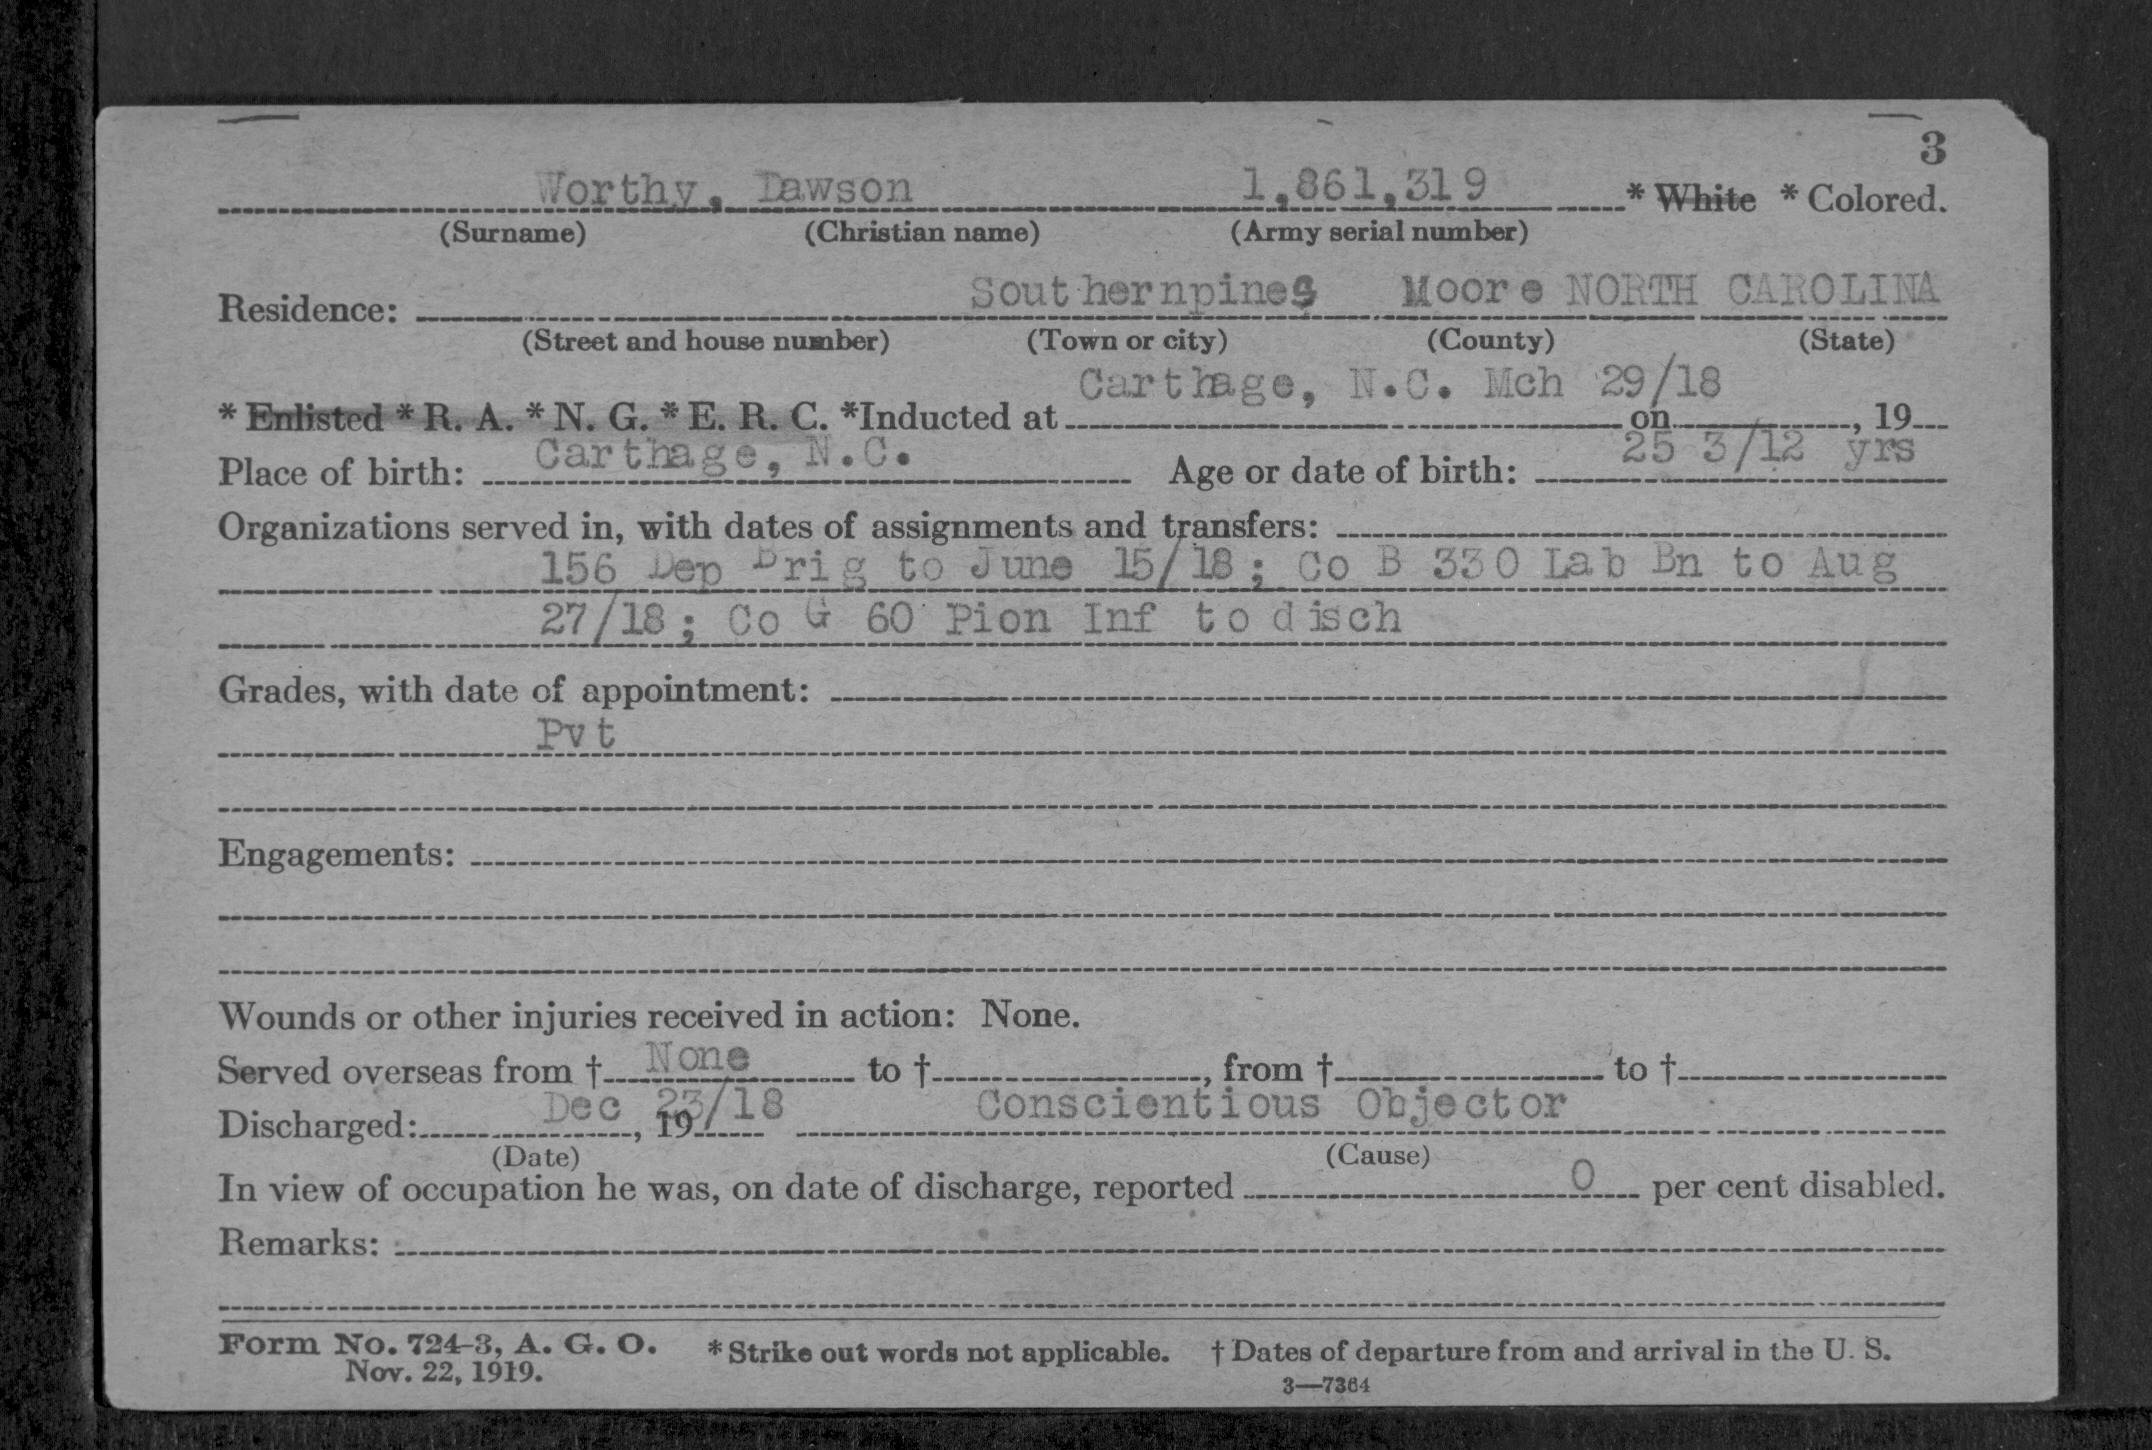 3
Worthy, Dawson 1,861,319 * White * Colored.
(Surname) (Christian name) (Army serial number)
Residence: Southernpines Moore NORTH CAROLINA
(Street and house number) (Town or city) (County) (State)
Carthage, N.C. Mch 29/18
* Enlisted * R. A. * N. G. * E. R. C. *Inducted at on , 19
Place of birth: Carthage, N.C. Age or date of birth: 25 3/12 yrs
Organizations served in, with dates of assignments and transfers:
156 Dep Brig to June 15/18; Co B 330 Lab Bn to Aug
27/18; Co G 60 Pion Inf to disch
Grades, with date of appointment:
Pvt
Engagements:
Wounds or other injuries received in action: None.
Served overseas from † None to † , from † to †
Discharged: Dec 23/18 , 19 Conscientious Objector
(Date) (Cause)
In view of occupation he was, on date of discharge, reported 0 per cent disabled.
Remarks:
Form No. 724-3, A. G. O. * Strike out words not applicable. † Dates of departure from and arrival in the U. S.
Nov. 22, 1919. 3—7364